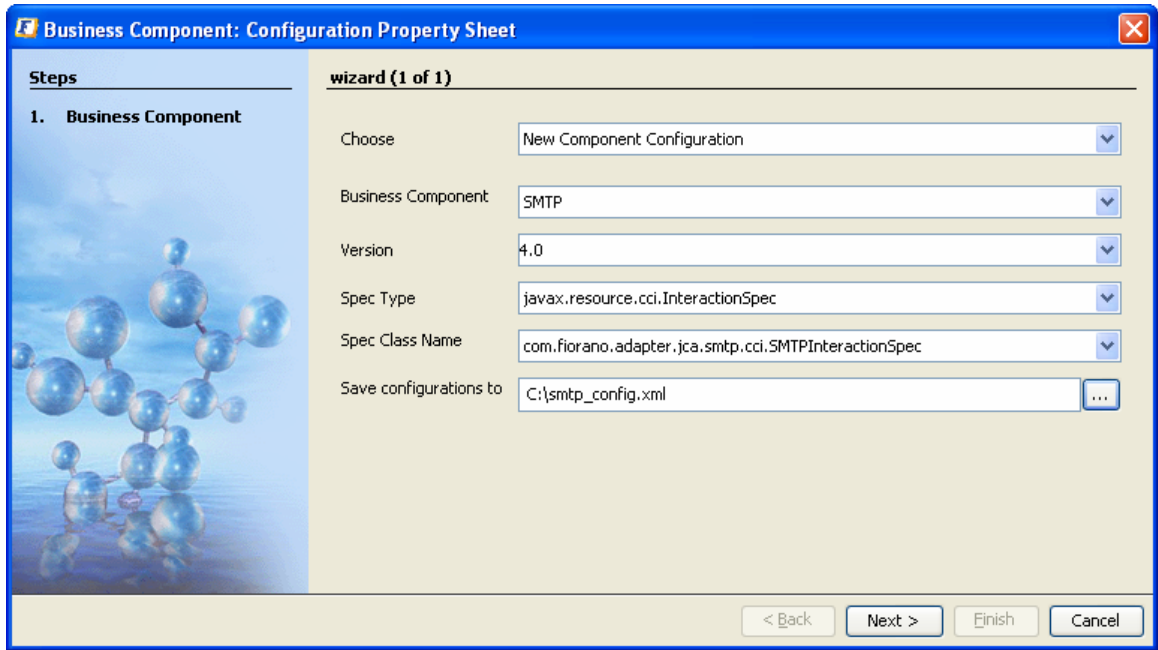 Business Component: Configuration Property Sheet
Steps
1. Business Component
wizard (1 of 1)
Choose New Component Configuration
Business Component SMTP
Version 4.0
Spec Type javax.resource.cci.InteractionSpec
Spec Class Name com.fiorano.adapter.jca.smtp.cci.SMTPInteractionSpec
Save configurations to C:\smtp_config.xml ...
< Back Next > Finish Cancel